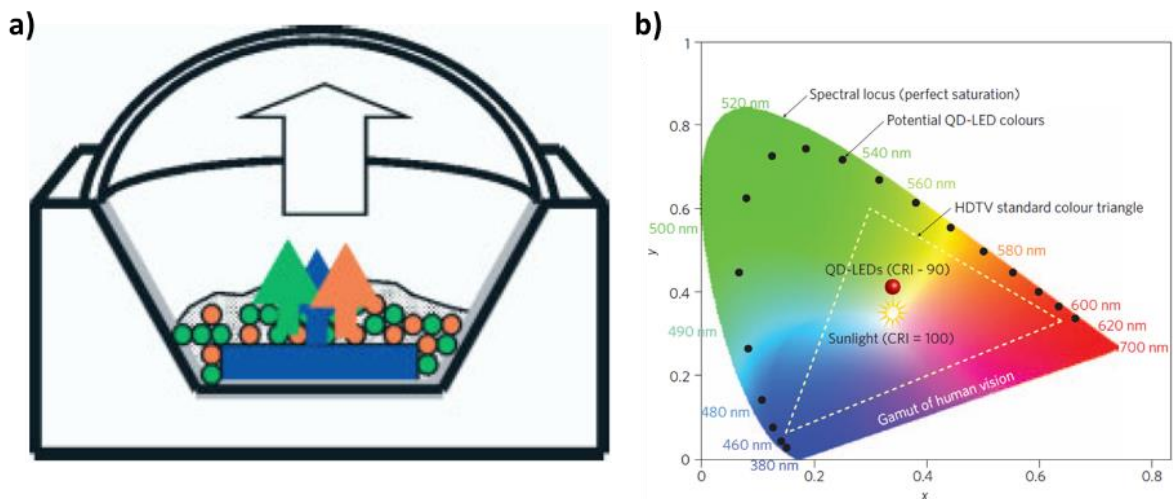 a)
b)
1
520 nm
Spectral locus (perfect saturation)
Potential QD-LED colours
0.8
540 nm
560 nm
HDTV standard colour triangle
0.6
500 nm
580 nm
y
QD-LEDs (CRI - 90)
0.4
600 nm
490 nm
Sunlight (CRI = 100)
620 nm
700 nm
0.2
480 nm
Gamut of human vision
460 nm
380 nm
0
0
0.2
0.4
0.6
0.8
x